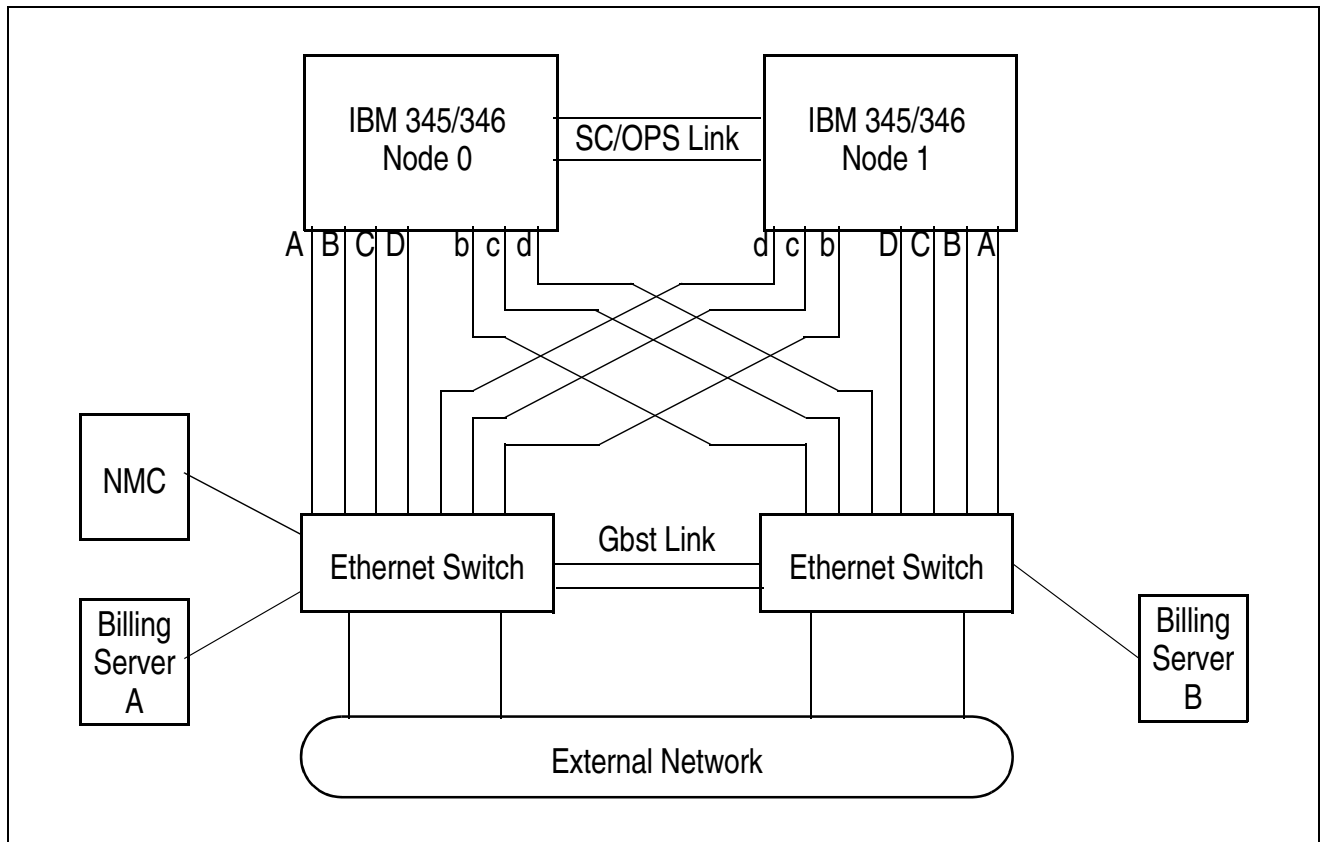 IBM 345/346
Node 0
SC/OPS Link
IBM 345/346
Node 1
A B C D b c d
d c b D C B A
NMC
Ethernet Switch
Gbst Link
Ethernet Switch
Billing
Server
A
Billing
Server
B
External Network